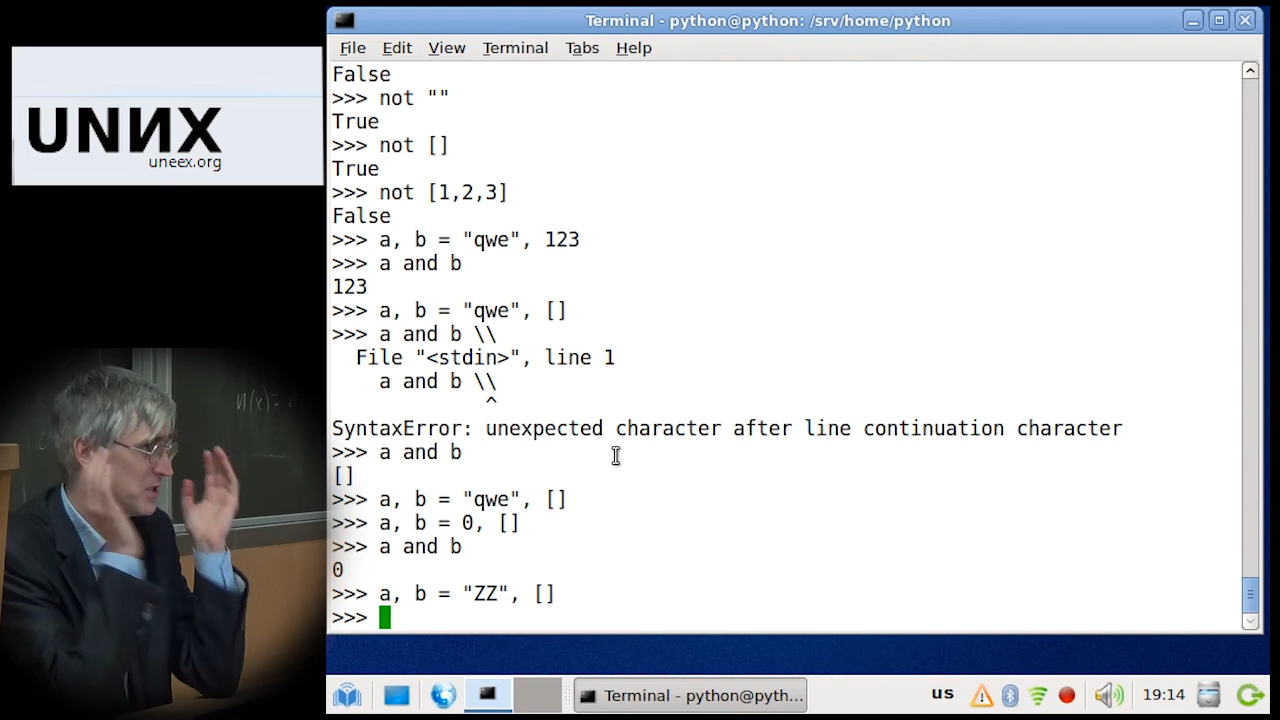 UNИX
uneex.org
Terminal - python@python: /srv/home/python
File Edit View Terminal Tabs Help
False
>>> not ""
True
>>> not []
True
>>> not [1,2,3]
False
>>> a, b = "qwe", 123
>>> a and b
123
>>> a, b = "qwe", []
>>> a and b \\
  File "<stdin>", line 1
    a and b \\
             ^
SyntaxError: unexpected character after line continuation character
>>> a and b
[]
>>> a, b = "qwe", []
>>> a, b = 0, []
>>> a and b
0
>>> a, b = "ZZ", []
>>>
Terminal - python@pyth...
us
19:14